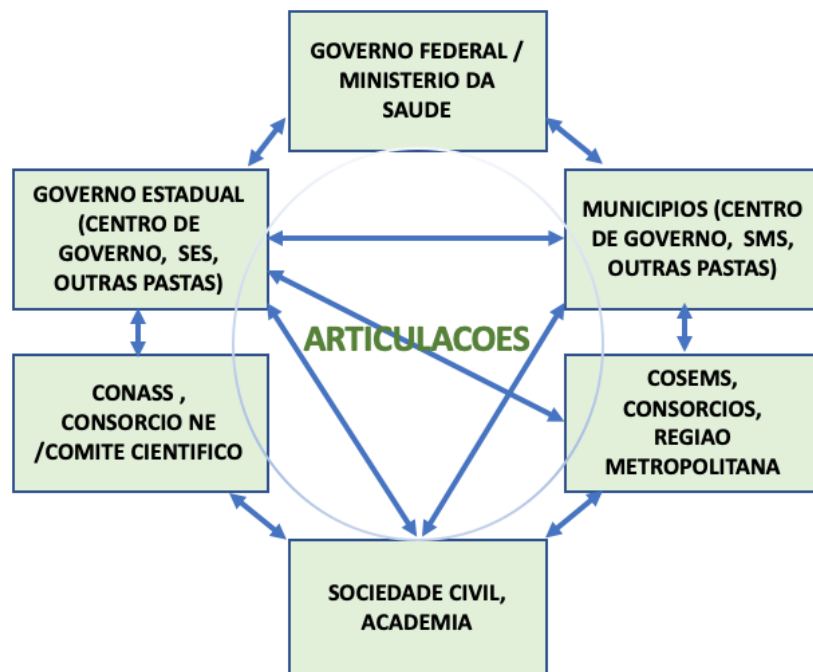 GOVERNO FEDERAL /
MINISTERIO DA
SAUDE
GOVERNO ESTADUAL
(CENTRO DE
GOVERNO, SES,
OUTRAS PASTAS)
MUNICIPIOS (CENTRO
DE GOVERNO, SMS,
OUTRAS PASTAS)
ARTICULACOES
CONASS ,
CONSORCIO NE
/COMITE CIENTIFICO
COSEMS,
CONSORCIOS,
REGIAO
METROPOLITANA
SOCIEDADE CIVIL,
ACADEMIA